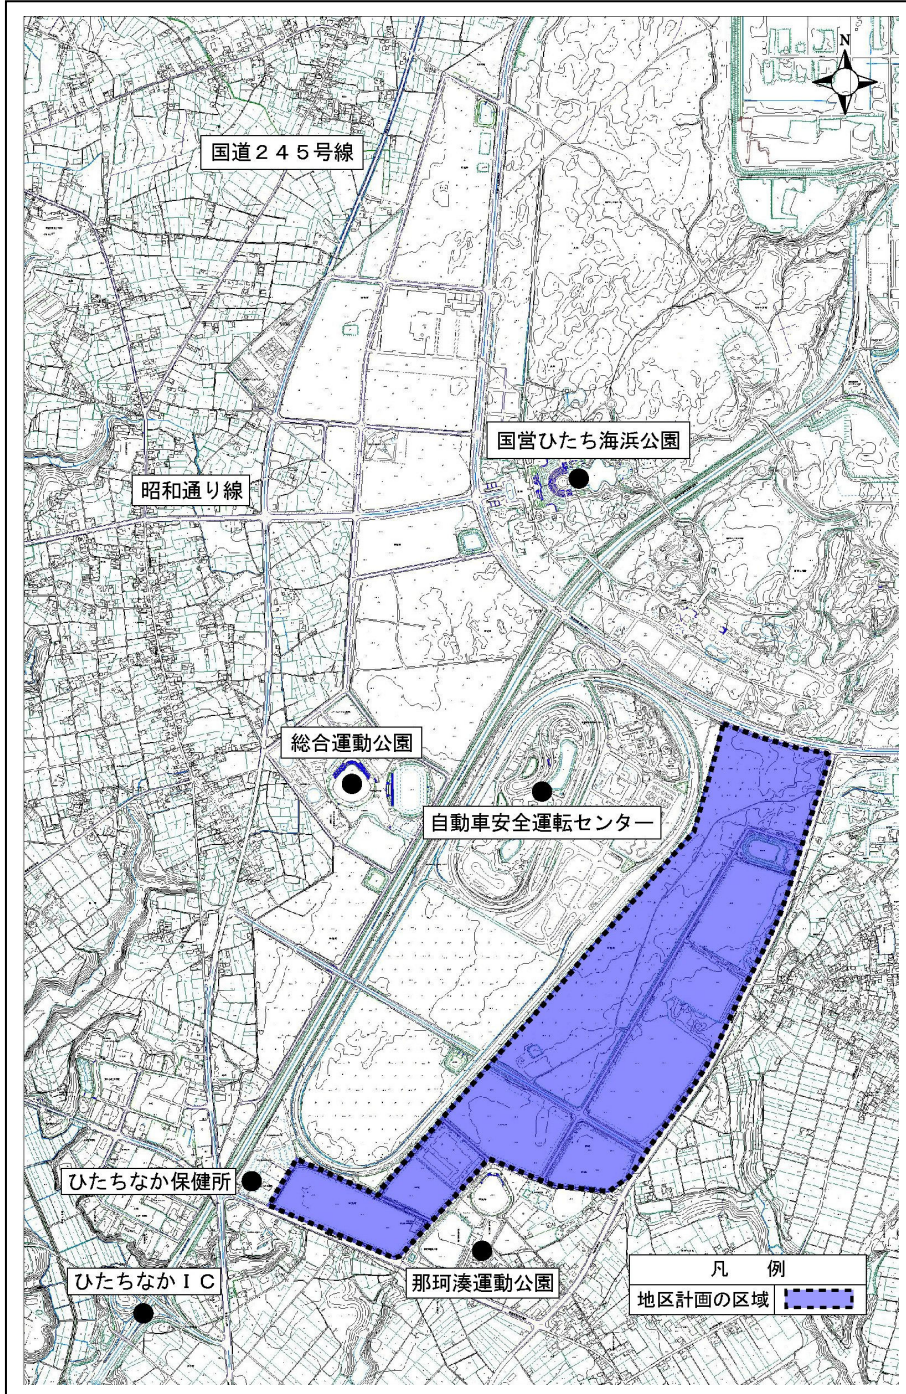 N
国道２４５号線
国営ひたち海浜公園
昭和通り線
総合運動公園
自動車安全運転センター
ひたちなか保健所
那珂湊運動公園
ひたちなかＩＣ
凡 例
地区計画の区域